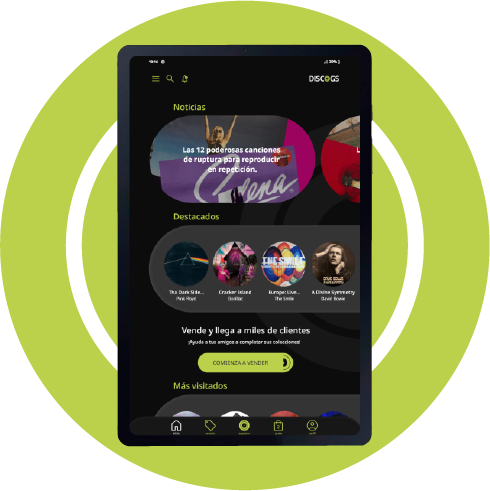 DISCOGS
Noticias
Las 12 poderosas canciones
de ruptura para reproducir
en repetición.
Destacados
The Dark Side...
Pink Floyd
Cracker Island
Gorillaz
THE SMILE
Europe: Live...
The Smile
A Divine Symmetry
David Bowie
Vende y llega a miles de clientes
¡Ayuda a tus amigos a completar sus colecciones!
COMIENZA A VENDER
Más visitados